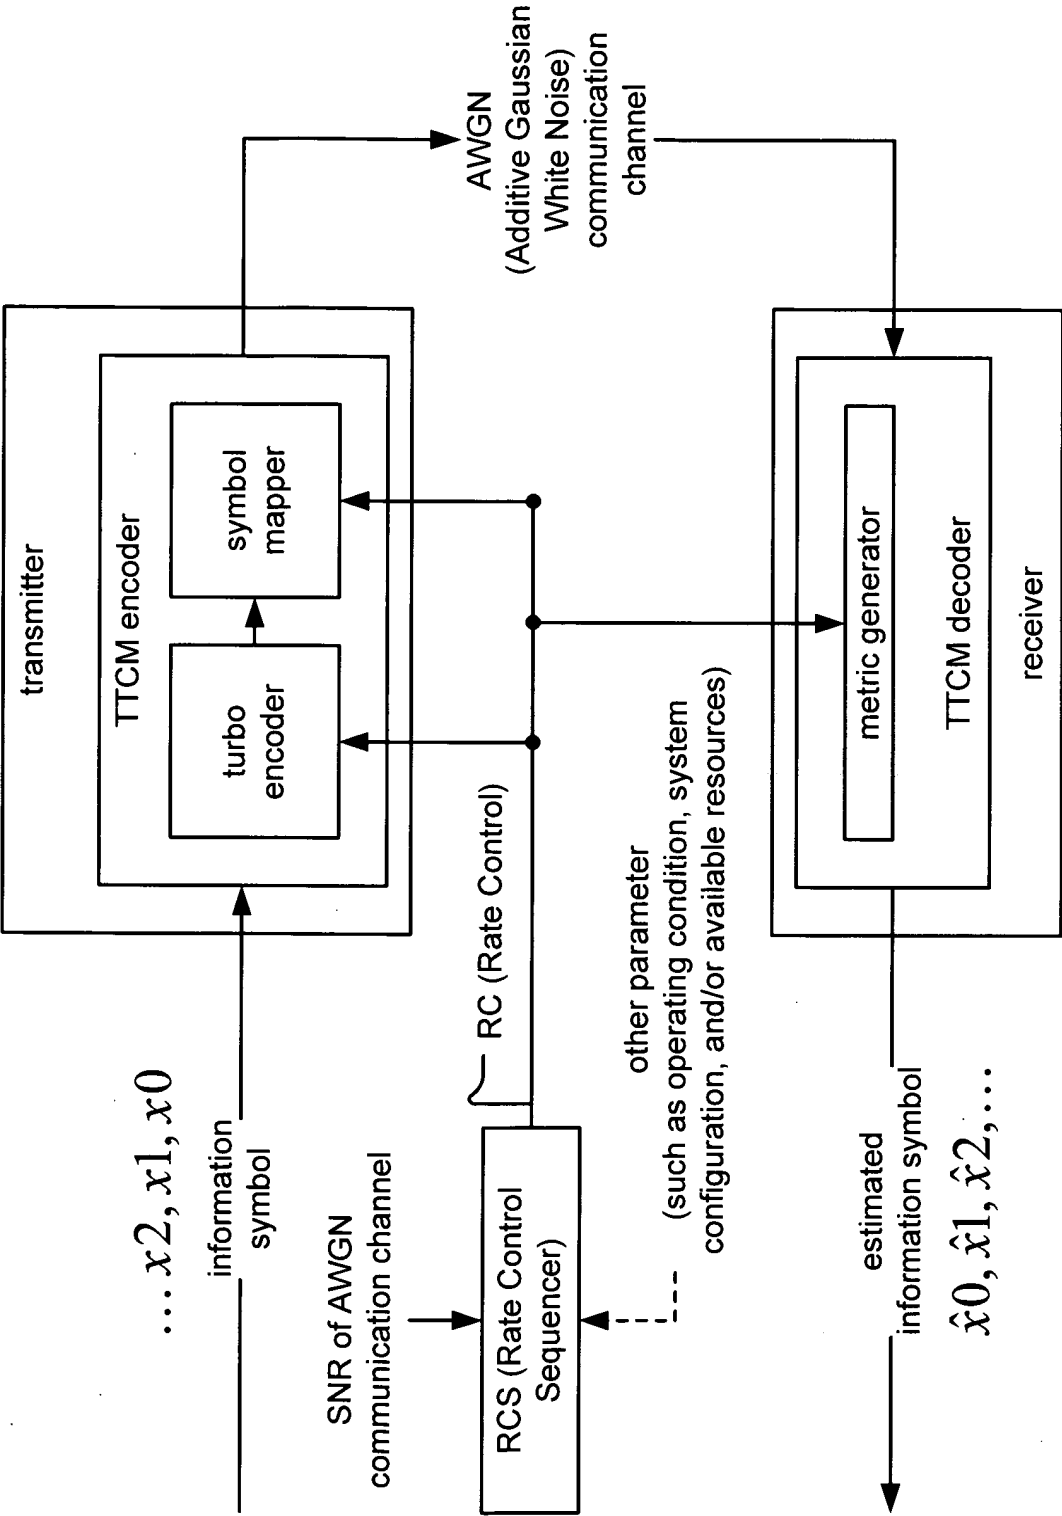 transmitter
TTCM encoder
turbo
encoder
symbol
mapper
... x2, x1, x0
information
symbol
AWGN
(Additive Gaussian
White Noise)
communication
channel
SNR of AWGN
communication channel
RC (Rate Control)
RCS (Rate Control
Sequencer)
other parameter
(such as operating condition, system
configuration, and/or available resources)
metric generator
TTCM decoder
receiver
estimated
information symbol
x̂0, x̂1, x̂2, ...